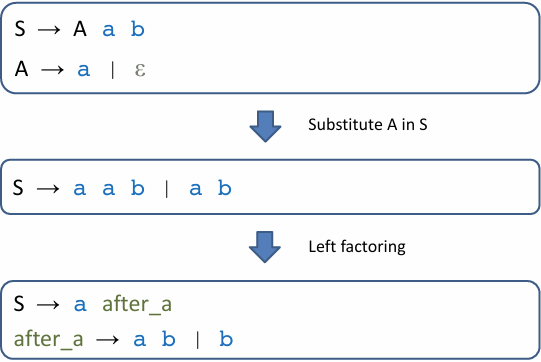 S → A a b
A → a | ε
Substitute A in S
S → a a b | a b
Left factoring
S → a after_a
after_a → a b | b